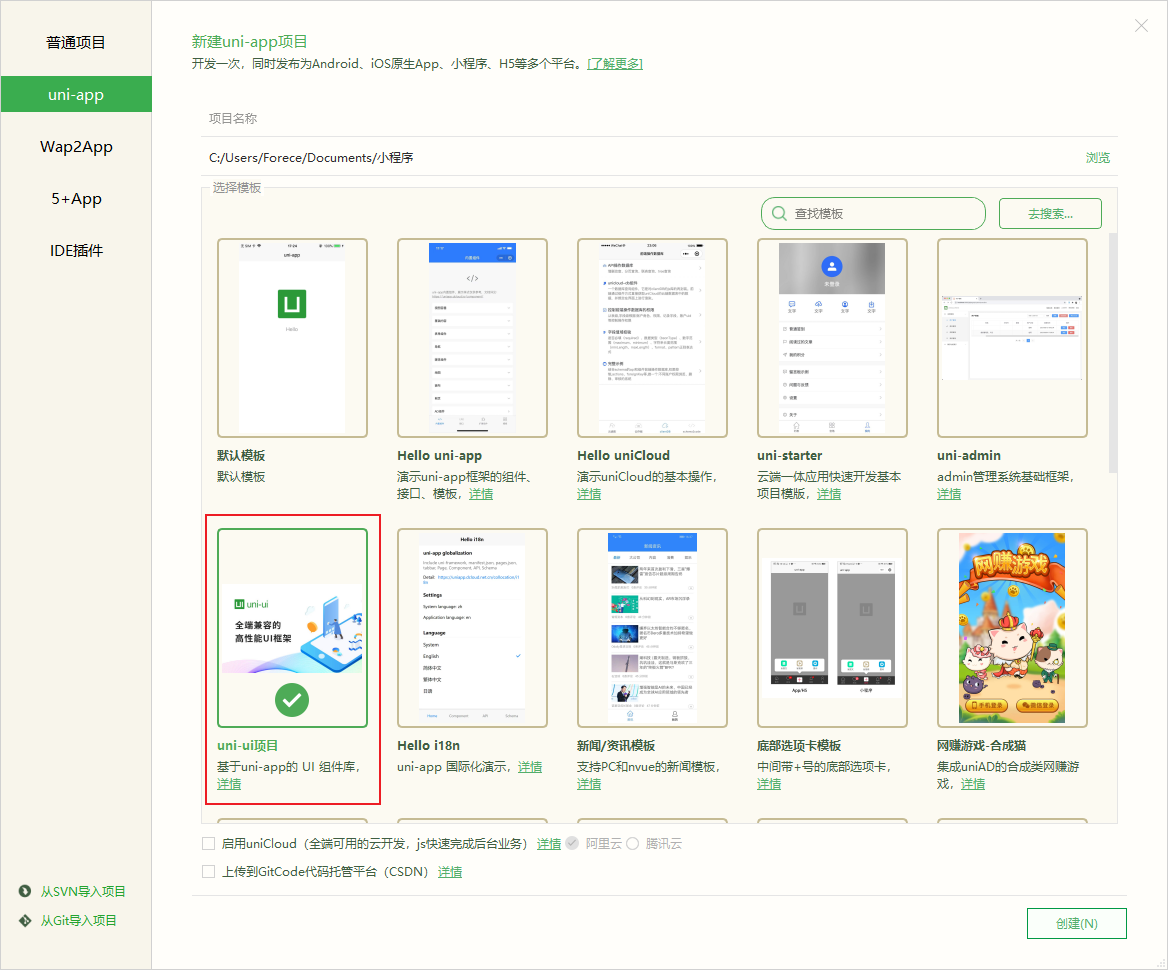 普通项目
uni-app
Wap2App
5+App
IDE插件
从SVN导入项目
从Git导入项目
新建uni-app项目
开发一次，同时发布为Android、iOS原生App、小程序、H5等多个平台。[了解更多]
项目名称
C:/Users/Forece/Documents/小程序
浏览
选择模板
查找模板
去搜索...
uni-app
Hello
默认模板
默认模板
Hello uni-app
演示uni-app框架的组件、
接口、模板，详情
Hello uniCloud
演示uniCloud的基本操作，
详情
uni-starter
云端一体应用快速开发基本
项目模版，详情
uni-admin
admin管理系统基础框架，
详情
uni-ui
全端兼容的
高性能UI框架
uni-ui项目
基于uni-app的 UI 组件库，
详情
Hello i18n
uni-app globalization
Settings
System language: zh
Application language: en
Language
System
English
简体中文
繁体中文
日语
Home Component API Schema
Hello i18n
uni-app 国际化演示，详情
新闻/资讯模板
支持PC和nvue的新闻模板，
详情
App/H5
小程序
底部选项卡模板
中间带+号的底部选项卡，
详情
网赚游戏
手机登录
微信登录
网赚游戏-合成猫
集成uniAD的合成类网赚游
戏，详情
启用uniCloud（全端可用的云开发，js快速完成后台业务） 详情 阿里云 腾讯云
上传到GitCode代码托管平台（CSDN） 详情
创建(N)